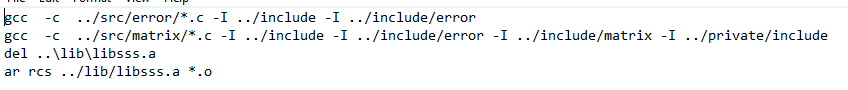 gcc  -c  ../src/error/*.c -I ../include -I ../include/error
gcc  -c  ../src/matrix/*.c -I ../include -I ../include/error -I ../include/matrix -I ../private/include
del ..\lib\libsss.a
ar rcs ../lib/libsss.a *.o